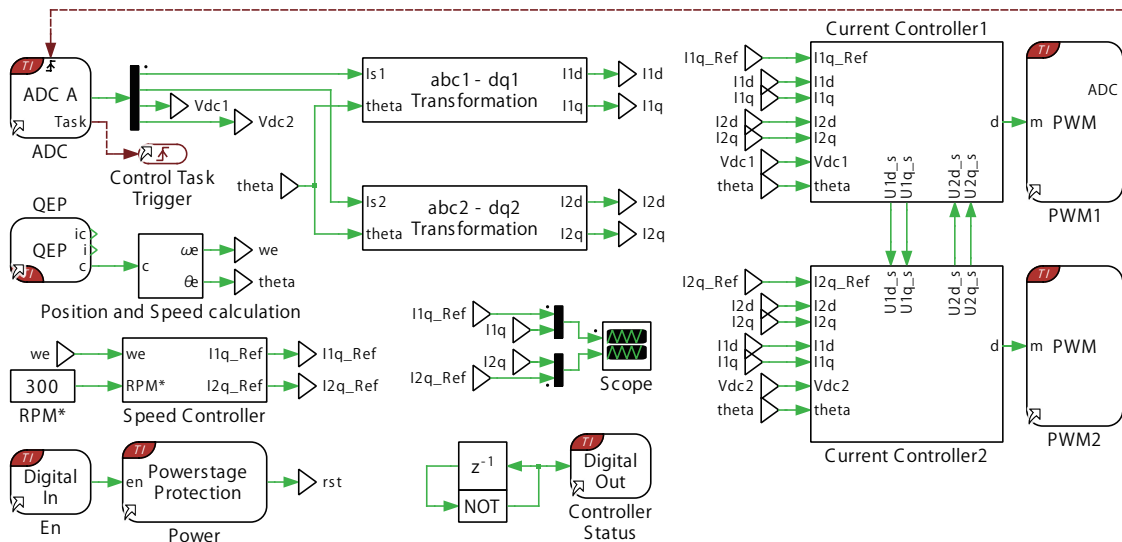 TI
ADC A
Task
ADC
Control Task
Trigger
Vdc1
Vdc2
theta
Is1
theta
abc1 - dq1
Transformation
I1d
I1q
I1d
I1q
Is2
theta
abc2 - dq2
Transformation
I2d
I2q
I2d
I2q
QEP
QEP
TI
ic
i
c
c
ωe
θe
we
theta
Position and Speed calculation
we
300
RPM*
we
RPM*
I1q_Ref
I2q_Ref
Speed Controller
I1q_Ref
I2q_Ref
I1q_Ref
I1q
I2q
I2q_Ref
Scope
TI
Digital
In
En
TI
en
Powerstage
Protection
Power
rst
z⁻¹
NOT
TI
Digital
Out
Controller
Status
Current Controller1
I1q_Ref
I1d
I1q
I2d
I2q
Vdc1
theta
I1q_Ref
I1d
I1q
I2d
I2q
Vdc1
theta
d
U1d_s
U1q_s
U2d_s
U2q_s
TI
ADC
m
PWM
PWM1
I2q_Ref
I2d
I2q
I1d
I1q
Vdc2
theta
I2q_Ref
I2d
I2q
I1d
I1q
Vdc2
theta
U1d_s
U1q_s
U2d_s
U2q_s
d
Current Controller2
TI
m
PWM
PWM2